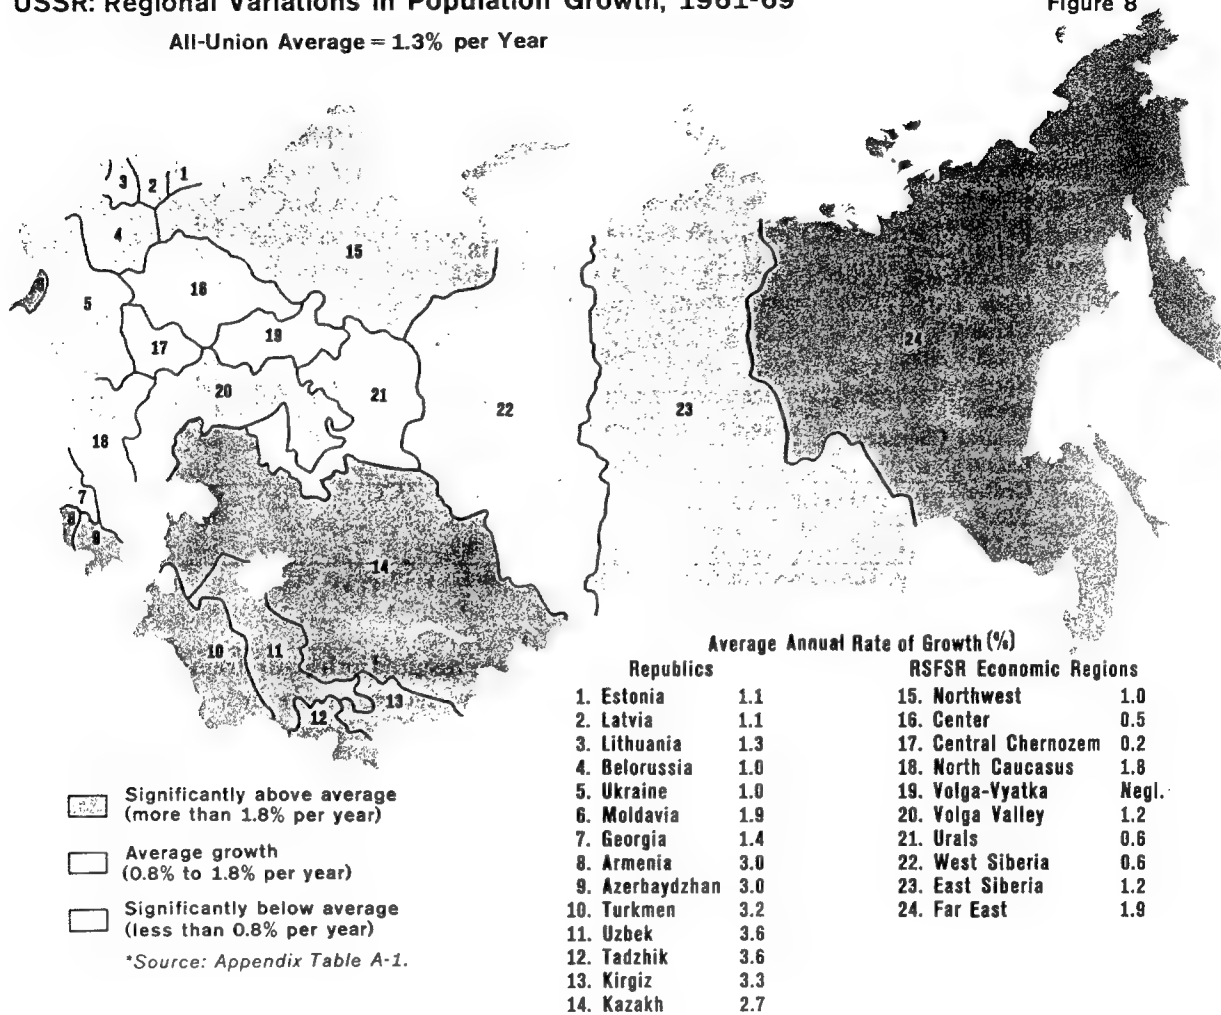 USSR: Regional Variations in Population Growth, 1961-69
Figure 8
All-Union Average = 1.3% per Year
3
2
1
4
15
5
16
17
19
20
21
22
23
24
18
7
8
9
14
10
11
12
13
Average Annual Rate of Growth (%)
Republics
1. Estonia 1.1
2. Latvia 1.1
3. Lithuania 1.3
4. Belorussia 1.0
5. Ukraine 1.0
6. Moldavia 1.9
7. Georgia 1.4
8. Armenia 3.0
9. Azerbaydzhan 3.0
10. Turkmen 3.2
11. Uzbek 3.6
12. Tadzhik 3.6
13. Kirgiz 3.3
14. Kazakh 2.7
RSFSR Economic Regions
15. Northwest 1.0
16. Center 0.5
17. Central Chernozem 0.2
18. North Caucasus 1.8
19. Volga-Vyatka Negl.
20. Volga Valley 1.2
21. Urals 0.6
22. West Siberia 0.6
23. East Siberia 1.2
24. Far East 1.9
Significantly above average
(more than 1.8% per year)
Average growth
(0.8% to 1.8% per year)
Significantly below average
(less than 0.8% per year)
*Source: Appendix Table A-1.